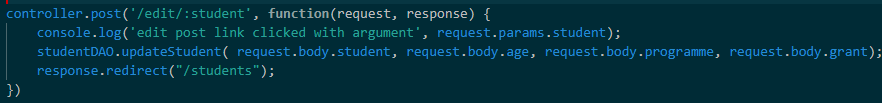 controller.post('/edit/:student', function(request, response) {
console.log('edit post link clicked with argument', request.params.student);
studentDAO.updateStudent( request.body.student, request.body.age, request.body.programme, request.body.grant);
response.redirect("/students");
})